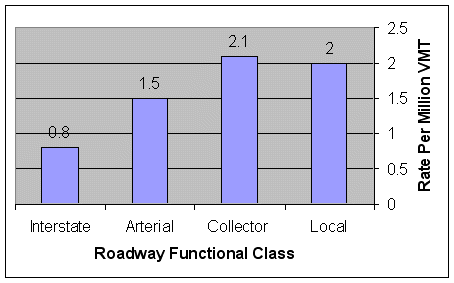 2.5
2
1.5
1
0.5
0
Rate Per Million VMT
0.8
1.5
2.1
2
Interstate
Arterial
Collector
Local
Roadway Functional Class